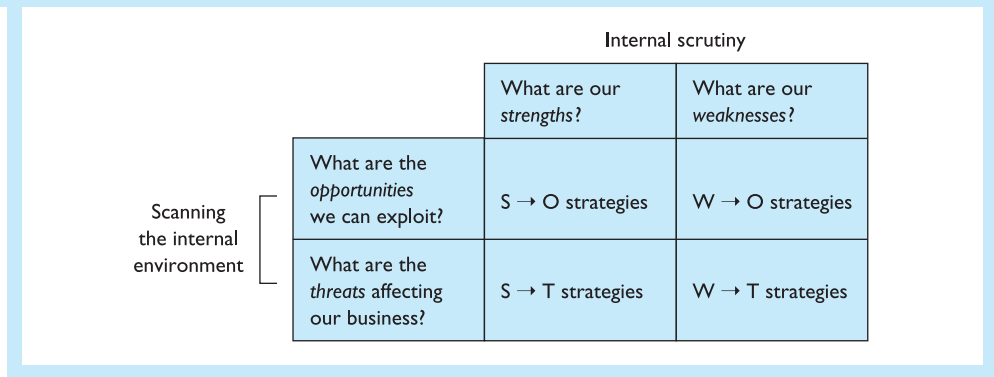 Internal scrutiny
What are our
strengths?
What are our
weaknesses?
What are the
opportunities
we can exploit?
S → O strategies
W → O strategies
Scanning
the internal
environment
What are the
threats affecting
our business?
S → T strategies
W → T strategies